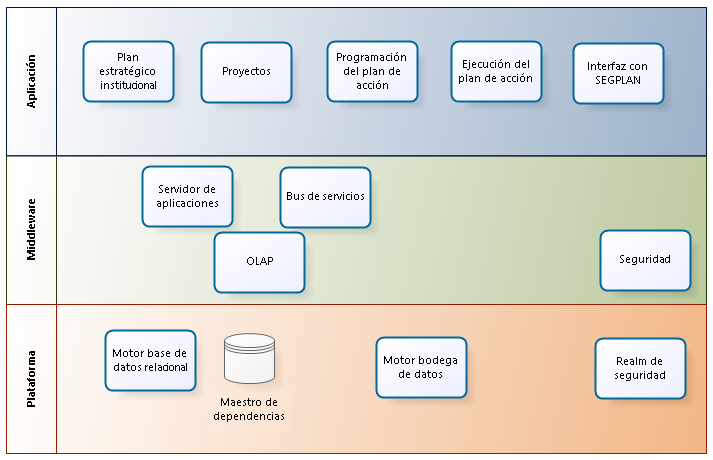 Aplicación
Plan
estratégico
institucional
Proyectos
Programación
del plan de
acción
Ejecución del
plan de acción
Interfaz con
SEGPLAN
Middleware
Servidor de
aplicaciones
Bus de servicios
OLAP
Seguridad
Plataforma
Motor base de
datos relacional
Maestro de
dependencias
Motor bodega
de datos
Realm de
seguridad